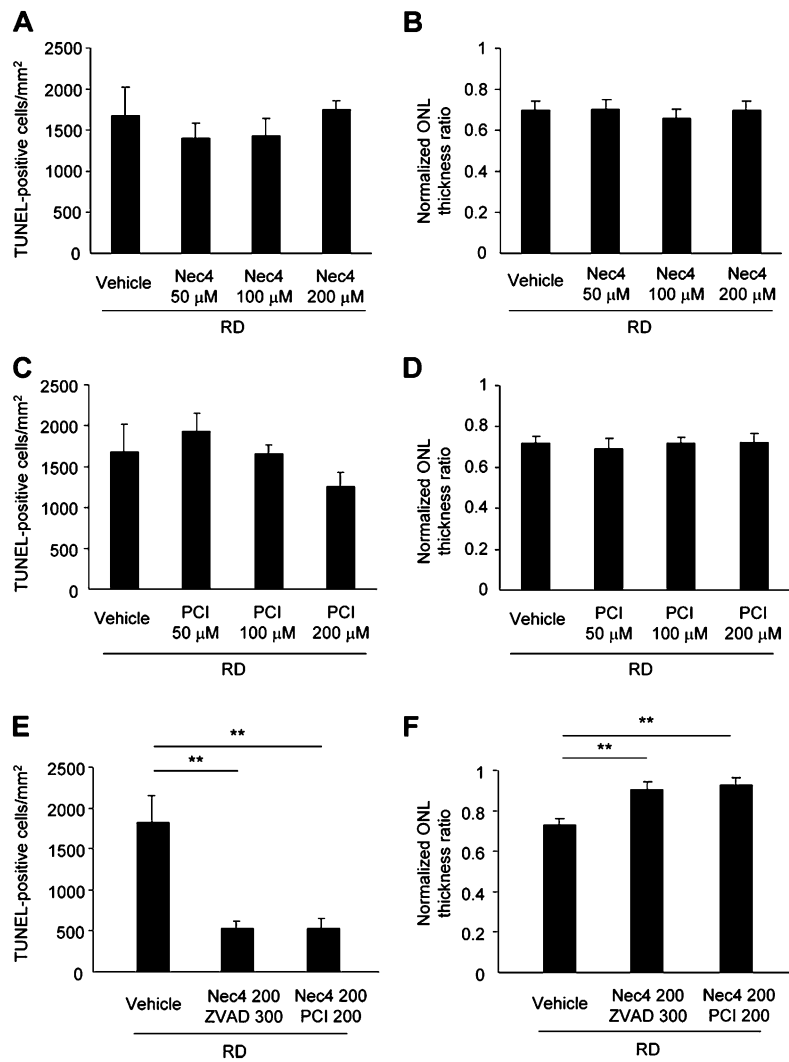 A
TUNEL-positive cells/mm²
2500
2000
1500
1000
500
0
Vehicle
Nec4
50 μM
Nec4
100 μM
Nec4
200 μM
RD
B
Normalized ONL
thickness ratio
1
0.8
0.6
0.4
0.2
0
Vehicle
Nec4
50 μM
Nec4
100 μM
Nec4
200 μM
RD
C
TUNEL-positive cells/mm²
2500
2000
1500
1000
500
0
Vehicle
PCI
50 μM
PCI
100 μM
PCI
200 μM
RD
D
Normalized ONL
thickness ratio
1
0.8
0.6
0.4
0.2
0
Vehicle
PCI
50 μM
PCI
100 μM
PCI
200 μM
RD
E
TUNEL-positive cells/mm²
**
**
2500
2000
1500
1000
500
0
Vehicle
Nec4 200
ZVAD 300
Nec4 200
PCI 200
RD
F
Normalized ONL
thickness ratio
**
**
1
0.8
0.6
0.4
0.2
0
Vehicle
Nec4 200
ZVAD 300
Nec4 200
PCI 200
RD